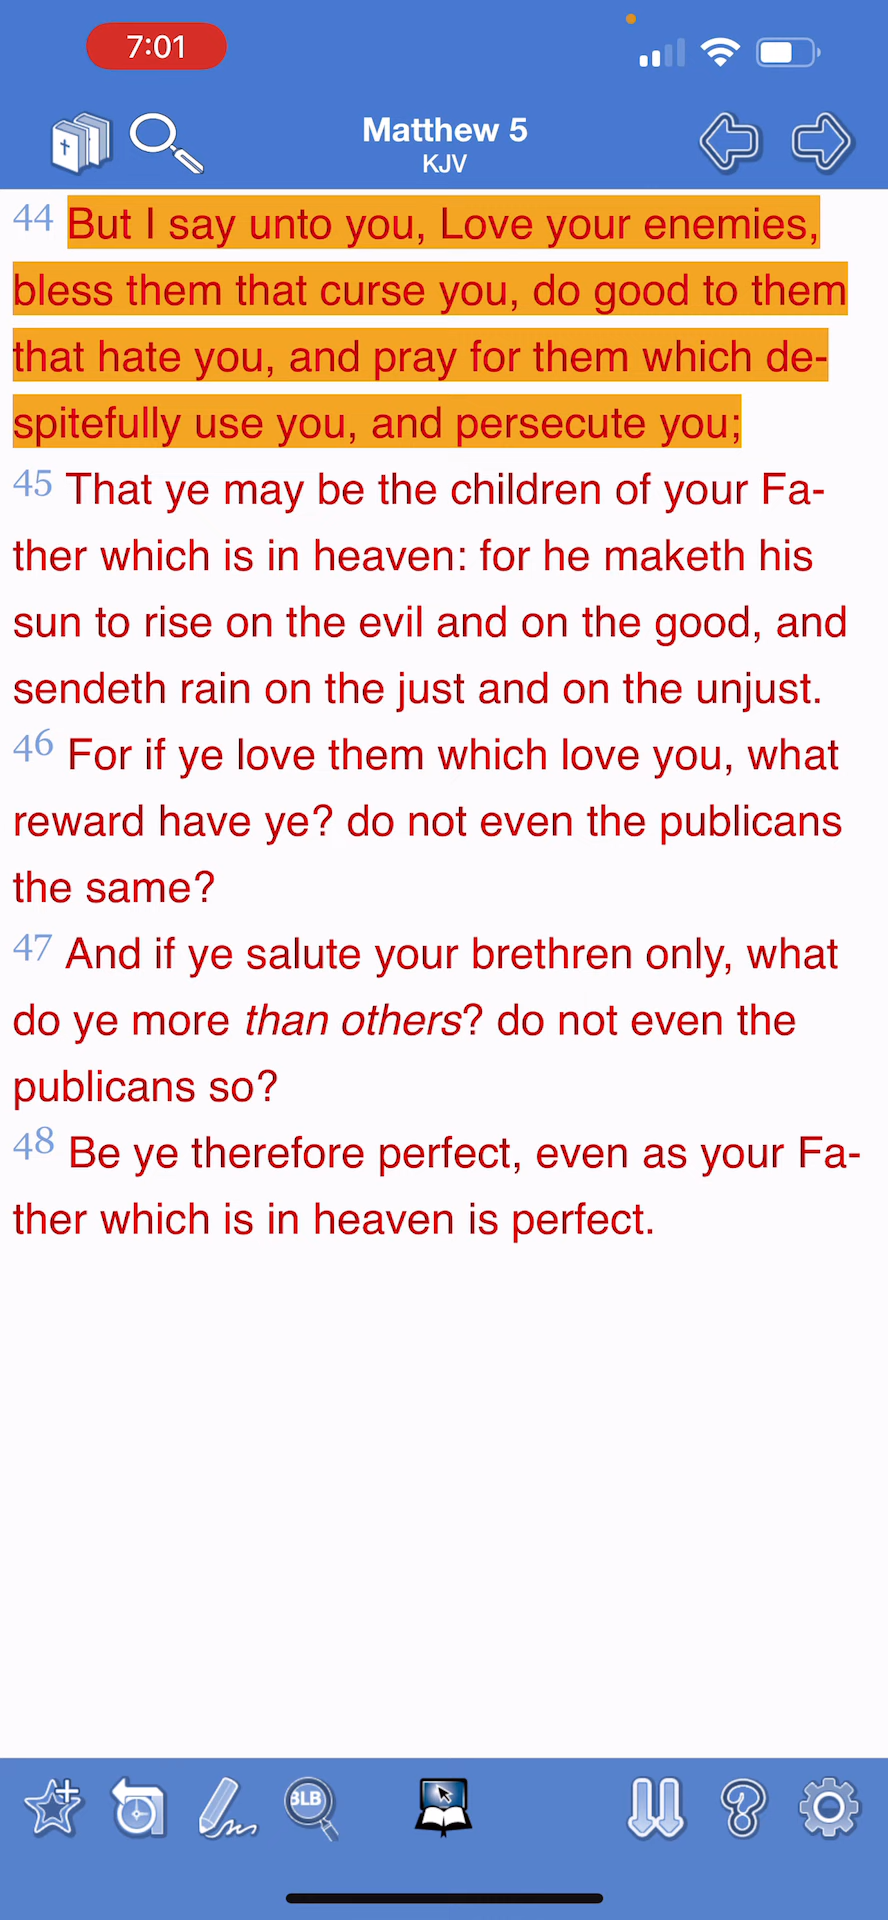 7:01
Matthew 5
KJV
44 But I say unto you, Love your enemies,
bless them that curse you, do good to them
that hate you, and pray for them which de-
spitefully use you, and persecute you;
45 That ye may be the children of your Fa-
ther which is in heaven: for he maketh his
sun to rise on the evil and on the good, and
sendeth rain on the just and on the unjust.
46 For if ye love them which love you, what
reward have ye? do not even the publicans
the same?
47 And if ye salute your brethren only, what
do ye more than others? do not even the
publicans so?
48 Be ye therefore perfect, even as your Fa-
ther which is in heaven is perfect.
BLB